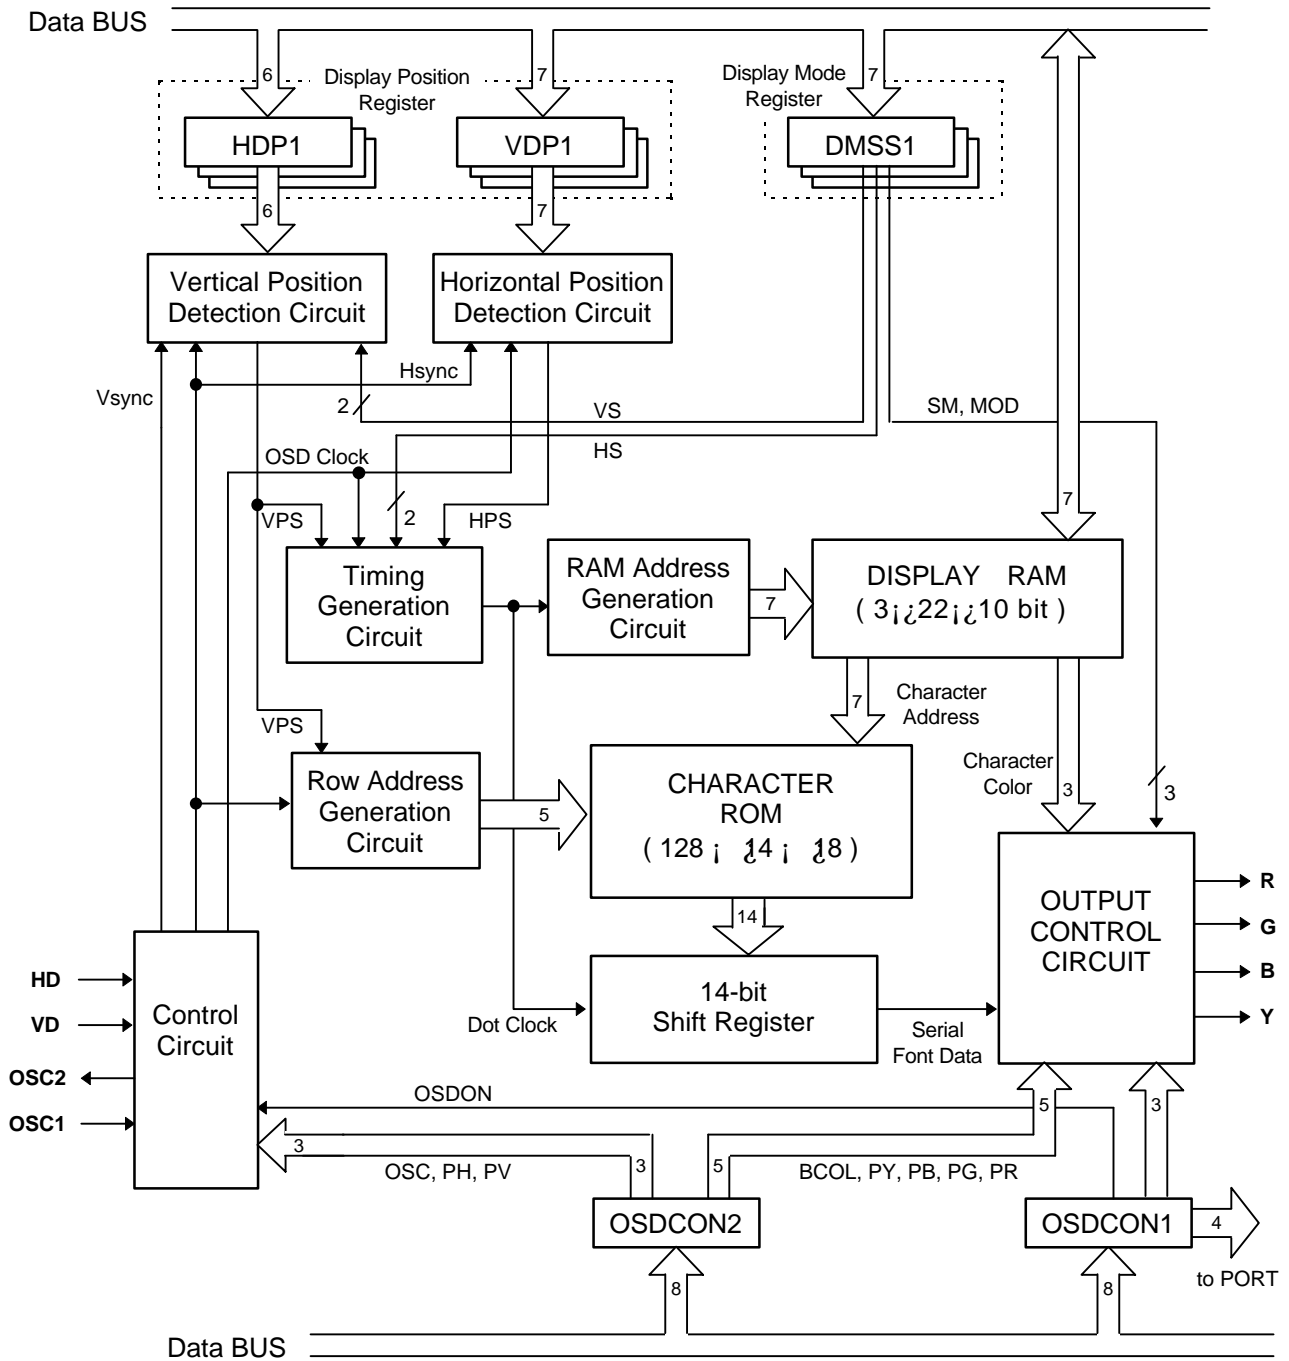 Data BUS
6
7
7
Display Position
Register
Display Mode
Register
HDP1
VDP1
DMSS1
6
7
Vertical Position
Detection Circuit
Horizontal Position
Detection Circuit
Vsync
Hsync
2
VS
HS
SM, MOD
OSD Clock
VPS
2
HPS
7
Timing
Generation
Circuit
RAM Address
Generation
Circuit
7
DISPLAY RAM
( 3¡¿22¡¿10 bit )
7
Character
Address
VPS
Character
Color
3
3
Row Address
Generation
Circuit
5
CHARACTER
ROM
( 128 ¡ ¿14 ¡ ¿18 )
14
OUTPUT
CONTROL
CIRCUIT
R
G
B
Y
HD
VD
OSC2
OSC1
Control
Circuit
14-bit
Shift Register
Dot Clock
Serial
Font Data
OSDON
5
3
3
OSC, PH, PV
3
5
BCOL, PY, PB, PG, PR
OSDCON2
OSDCON1
4
to PORT
8
8
Data BUS